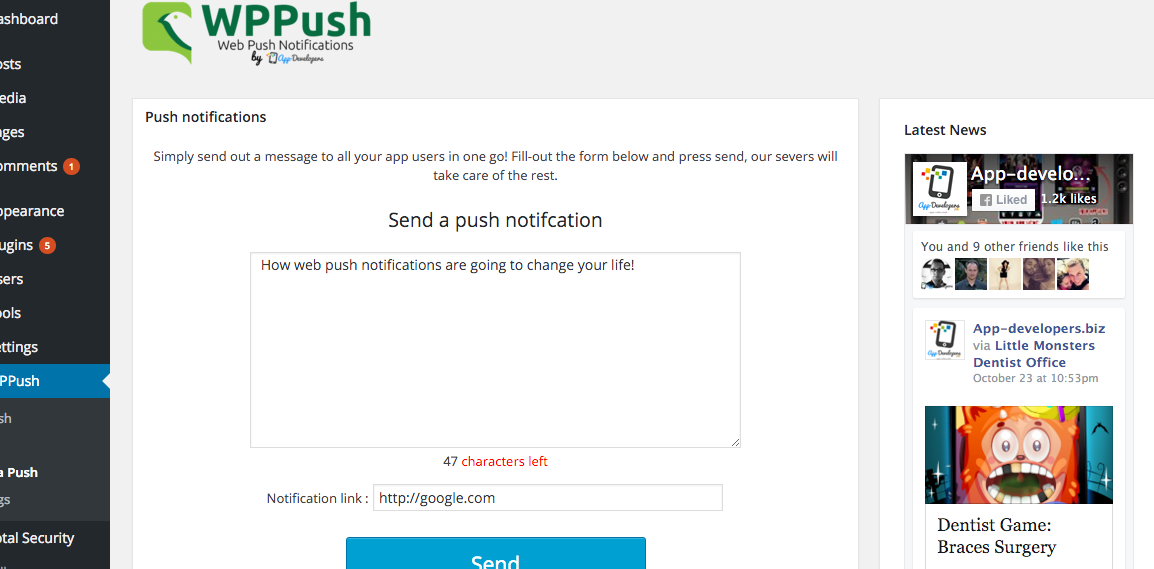 ashboard
osts
edia
ages
omments 1
ppearance
ugins 5
sers
ools
ettings
PPush
sh
a Push
gs
otal Security
WPPush
Web Push Notifications
by App-Developers
Push notifications
Simply send out a message to all your app users in one go! Fill-out the form below and press send, our severs will
take care of the rest.
Send a push notifcation
How web push notifications are going to change your life!
47 characters left
Notification link : http://google.com
Send
Latest News
App-develo...
Liked 1.2k likes
You and 9 other friends like this
App-developers.biz
via Little Monsters
Dentist Office
October 23 at 10:53pm
Dentist Game:
Braces Surgery